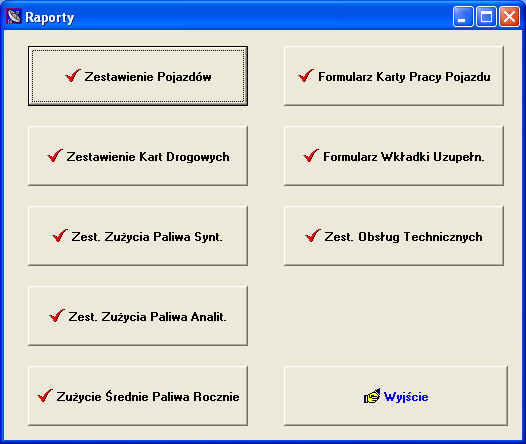 Raporty
Zestawienie Pojazdów
Formularz Karty Pracy Pojazdu
Zestawienie Kart Drogowych
Formularz Wkładki Uzupełn.
Zest. Zużycia Paliwa Synt.
Zest. Obsług Technicznych
Zest. Zużycia Paliwa Analit.
Zużycie Średnie Paliwa Rocznie
Wyjście